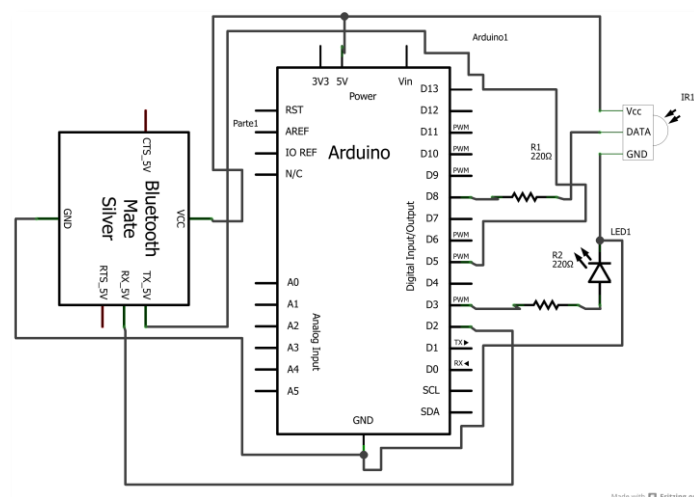 Arduino1
3V3
5V
Vin
Power
Parte1
RST
AREF
IO REF
N/C
Arduino
D13
D12
PWM
D11
PWM
D10
PWM
D9
D8
D7
PWM
D6
PWM
D5
D4
PWM
D3
D2
TX
D1
RX
D0
SCL
SDA
Digital Input/Output
A0
A1
A2
A3
A4
A5
Analog Input
GND
CTS_5V
Bluetooth
Mate
Silver
VCC
GND
RTS_5V
RX_5V
TX_5V
IR1
Vcc
DATA
GND
R1
220Ω
LED1
R2
220Ω
Made with Fritzing